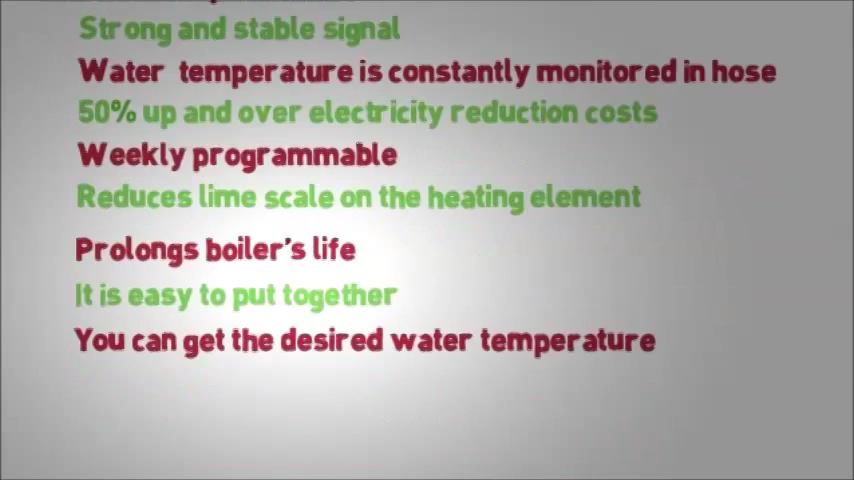 Strong and stable signal
Water temperature is constantly monitored in hose
50% up and over electricity reduction costs
Weekly programmable
Reduces lime scale on the heating element
Prolongs boiler's life
It is easy to put together
You can get the desired water temperature